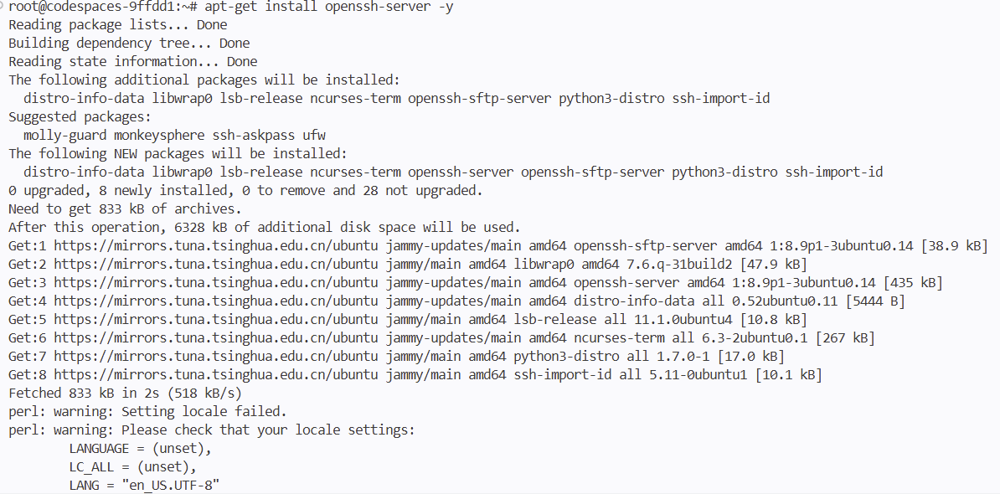 root@codespaces-9ffdd1:~# apt-get install openssh-server -y
Reading package lists... Done
Building dependency tree... Done
Reading state information... Done
The following additional packages will be installed:
  distro-info-data libwrap0 lsb-release ncurses-term openssh-sftp-server python3-distro ssh-import-id
Suggested packages:
  molly-guard monkeysphere ssh-askpass ufw
The following NEW packages will be installed:
  distro-info-data libwrap0 lsb-release ncurses-term openssh-server openssh-sftp-server python3-distro ssh-import-id
0 upgraded, 8 newly installed, 0 to remove and 28 not upgraded.
Need to get 833 kB of archives.
After this operation, 6328 kB of additional disk space will be used.
Get:1 https://mirrors.tuna.tsinghua.edu.cn/ubuntu jammy-updates/main amd64 openssh-sftp-server amd64 1:8.9p1-3ubuntu0.14 [38.9 kB]
Get:2 https://mirrors.tuna.tsinghua.edu.cn/ubuntu jammy/main amd64 libwrap0 amd64 7.6.q-31build2 [47.9 kB]
Get:3 https://mirrors.tuna.tsinghua.edu.cn/ubuntu jammy-updates/main amd64 openssh-server amd64 1:8.9p1-3ubuntu0.14 [435 kB]
Get:4 https://mirrors.tuna.tsinghua.edu.cn/ubuntu jammy-updates/main amd64 distro-info-data all 0.52ubuntu0.11 [5444 B]
Get:5 https://mirrors.tuna.tsinghua.edu.cn/ubuntu jammy/main amd64 lsb-release all 11.1.0ubuntu4 [10.8 kB]
Get:6 https://mirrors.tuna.tsinghua.edu.cn/ubuntu jammy-updates/main amd64 ncurses-term all 6.3-2ubuntu0.1 [267 kB]
Get:7 https://mirrors.tuna.tsinghua.edu.cn/ubuntu jammy/main amd64 python3-distro all 1.7.0-1 [17.0 kB]
Get:8 https://mirrors.tuna.tsinghua.edu.cn/ubuntu jammy/main amd64 ssh-import-id all 5.11-0ubuntu1 [10.1 kB]
Fetched 833 kB in 2s (518 kB/s)
perl: warning: Setting locale failed.
perl: warning: Please check that your locale settings:
        LANGUAGE = (unset),
        LC_ALL = (unset),
        LANG = "en_US.UTF-8"